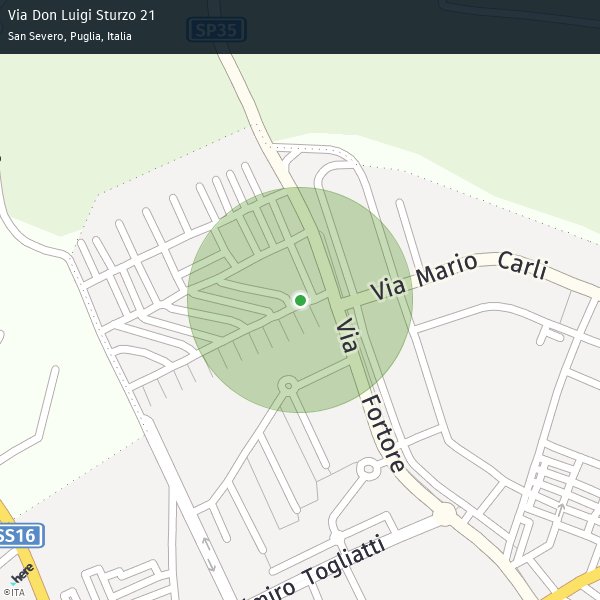 Via Don Luigi Sturzo 21
San Severo, Puglia, Italia
SP35
Via Mario Carli
Via Fortore
SS16
miro Togliatti
here
©ITA